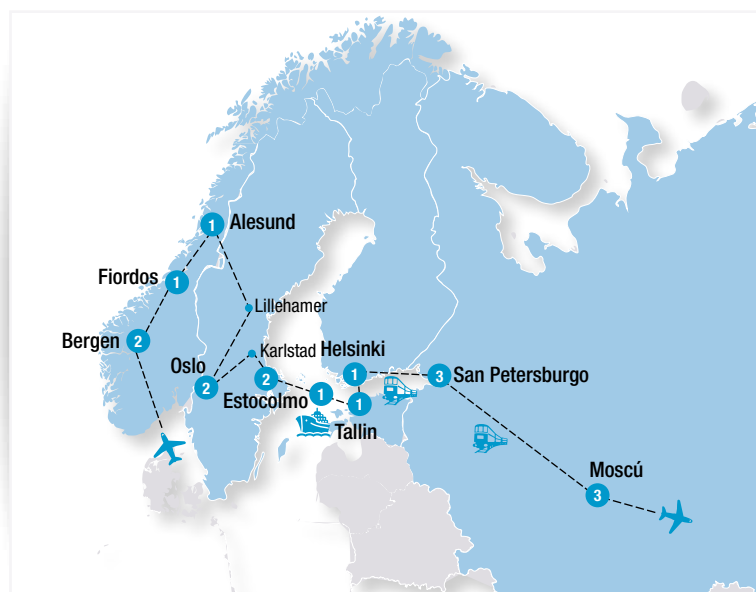 1 Alesund
Fiordos 1
Lillehamer
Bergen 2
Karlstad Helsinki
Oslo
2
2
1
3 San Petersburgo
Estocolmo
1
1
Tallin
Moscú
3